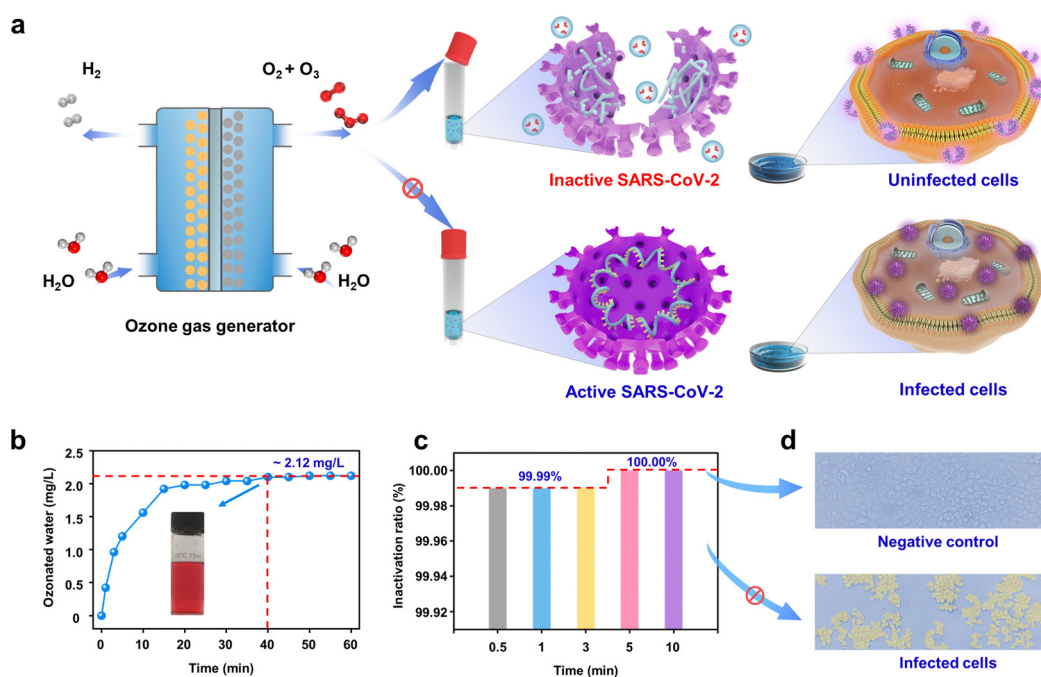 a
H2
O2 + O3
H2O
H2O
Ozone gas generator
Inactive SARS-CoV-2
Uninfected cells
Active SARS-CoV-2
Infected cells
b
Ozonated water (mg/L)
2.5
2.0
1.5
1.0
0.5
0
~ 2.12 mg/L
0
10
20
30
40
50
60
Time (min)
c
Inactivation ratio (%)
100.00
99.98
99.96
99.94
99.92
99.99%
100.00%
0.5
1
3
5
10
Time (min)
d
Negative control
Infected cells